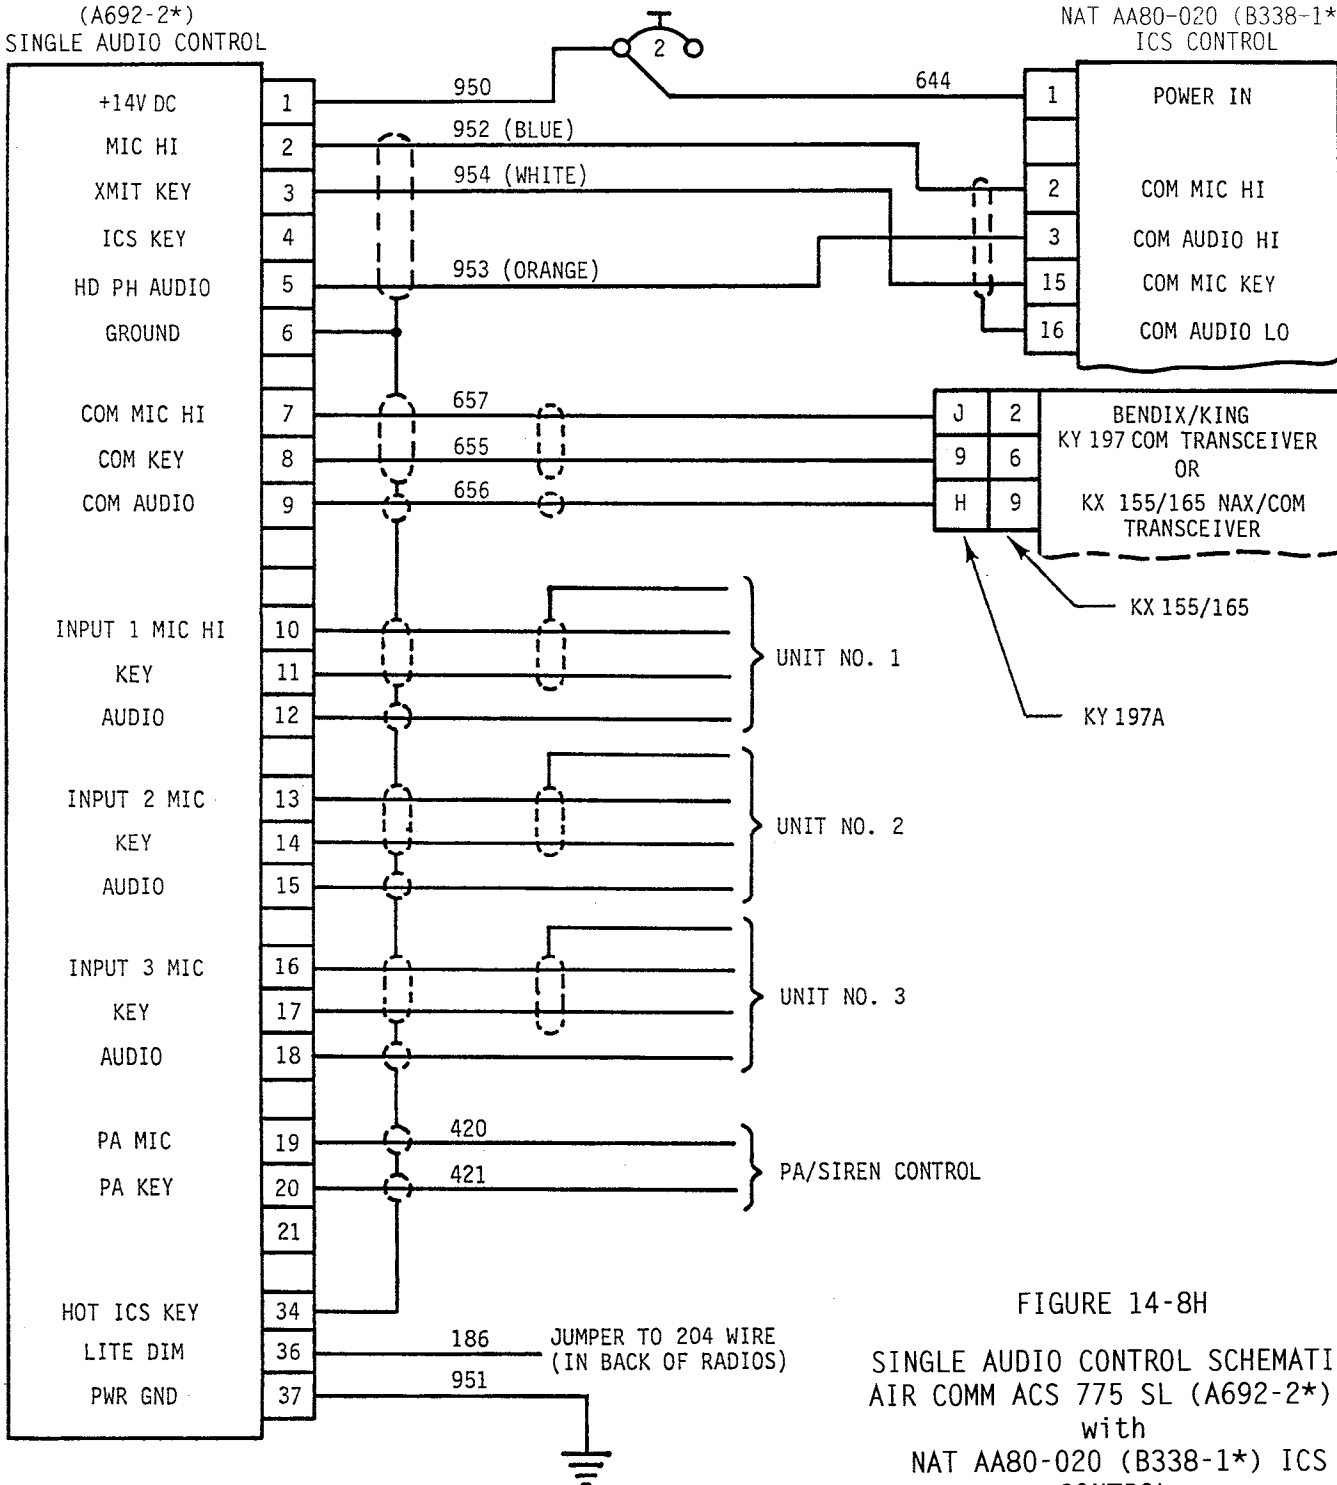 (A692-2*)
SINGLE AUDIO CONTROL
NAT AA80-020 (B338-1*
ICS CONTROL
2
+14V DC 1 950 644 1 POWER IN
MIC HI 2 952 (BLUE)
XMIT KEY 3 954 (WHITE) 2 COM MIC HI
ICS KEY 4 3 COM AUDIO HI
HD PH AUDIO 5 953 (ORANGE) 15 COM MIC KEY
GROUND 6 16 COM AUDIO LO
COM MIC HI 7 657 J 2
COM KEY 8 655 9 6
COM AUDIO 9 656 H 9
BENDIX/KING
KY 197 COM TRANSCEIVER
OR
KX 155/165 NAX/COM
TRANSCEIVER
KX 155/165
KY 197A
INPUT 1 MIC HI 10
KEY 11
AUDIO 12
UNIT NO. 1
INPUT 2 MIC 13
KEY 14
AUDIO 15
UNIT NO. 2
INPUT 3 MIC 16
KEY 17
AUDIO 18
UNIT NO. 3
PA MIC 19 420
PA KEY 20 421
PA/SIREN CONTROL
21
HOT ICS KEY 34
LITE DIM 36 186 JUMPER TO 204 WIRE
(IN BACK OF RADIOS)
PWR GND 37 951
FIGURE 14-8H
SINGLE AUDIO CONTROL SCHEMATI
AIR COMM ACS 775 SL (A692-2*)
with
NAT AA80-020 (B338-1*) ICS